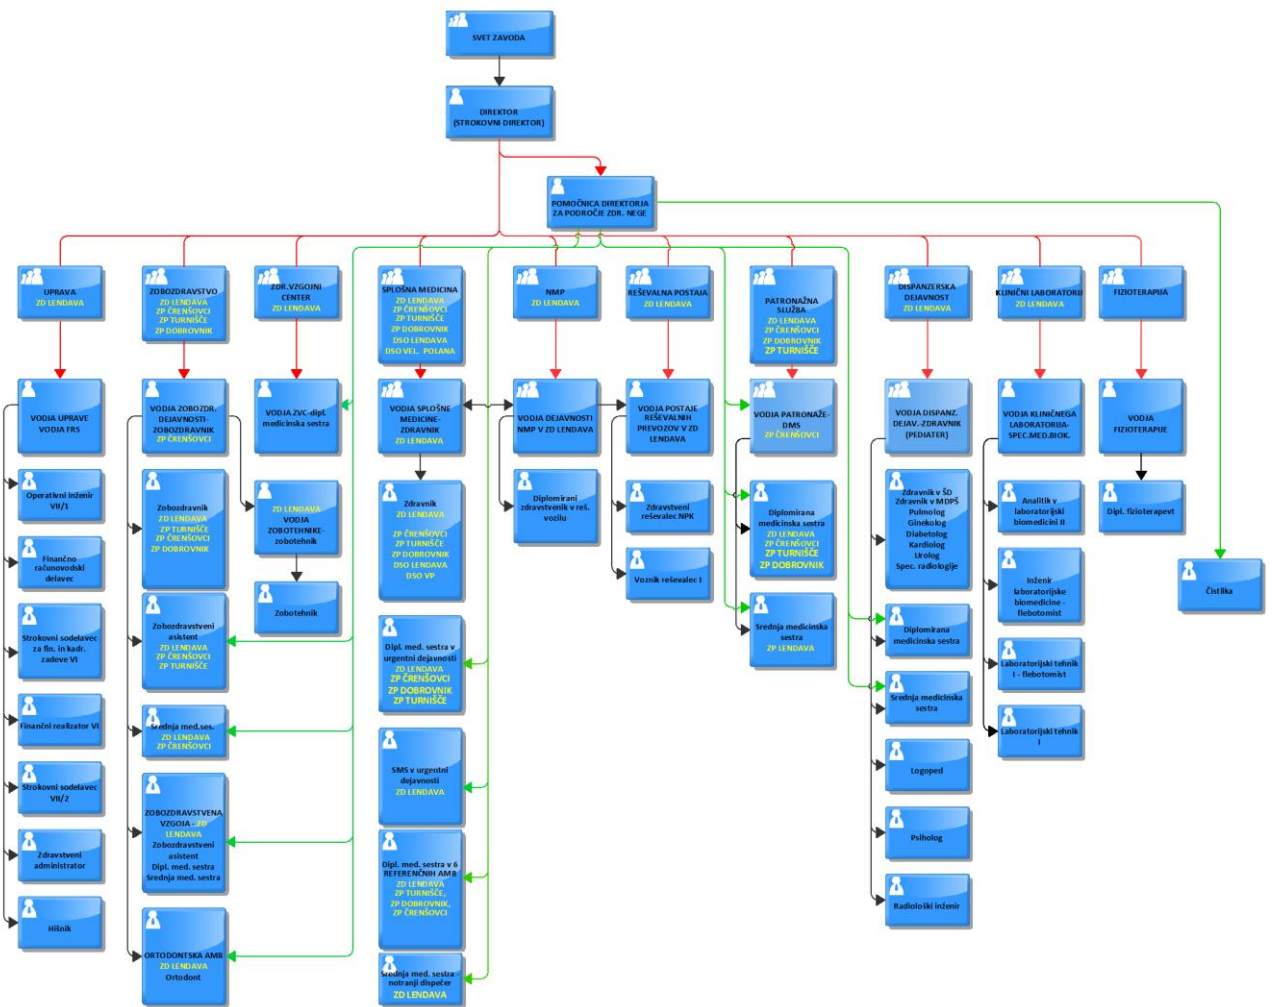 SVET ZAVODA
DIREKTOR
(STROKOVNI DIREKTOR)
POMOČNICA DIREKTORJA
ZA PODROČJE ZDR. NEGE
UPRAVA
ZD LENDAVA
ZOBOZDRAVSTVO
ZD LENDAVA
ZP ČRENŠOVCI
ZP TURNIŠČE
ZP DOBROVNIK
ZDR.VZGOJNI
CENTER
ZD LENDAVA
SPLOŠNA MEDICINA
ZD LENDAVA
ZP ČRENŠOVCI
ZP TURNIŠČE
ZP DOBROVNIK
DSO LENDAVA
DSO VEL. POLANA
NMP
ZD LENDAVA
REŠEVALNA POSTAJA
ZD LENDAVA
PATRONAŽNA
SLUŽBA
ZD LENDAVA
ZP ČRENŠOVCI
ZP DOBROVNIK
ZP TURNIŠČE
DISPANZERSKA
DEJAVNOST
ZD LENDAVA
KLINIČNI LABORATORIJ
ZD LENDAVA
FIZIOTERAPIJA
VODJA UPRAVE
VODJA FRS
VODJA ZOBOZDR.
DEJAVNOSTI-
ZOBOZDRAVNIK
ZP ČRENŠOVCI
VODJA ZVC-dipl.
medicinska sestra
VODJA SPLOŠNE
MEDICINE-
ZDRAVNIK
ZD LENDAVA
VODJA DEJAVNOSTI
NMP V ZD LENDAVA
VODJA POSTAJE
REŠEVALNIH
PREVOZOV V ZD
LENDAVA
VODJA PATRONAŽE-
DMS
ZP ČRENŠOVCI
VODJA DISPANZ.
DEJAV.-ZDRAVNIK
(PEDIATER)
VODJA KLINIČNEGA
LABORATORIJA-
SPEC.MED.BIOK.
VODJA
FIZIOTERAPIJE
Operativni inženir
VII/1
Finančno
računovodski
delavec
Strokovni sodelavec
za fin. in kadr.
zadeve VI
Finančni realizator VI
Strokovni sodelavec
VII/2
Zdravstveni
administrator
Hišnik
Zobozdravnik
ZD LENDAVA
ZP TURNIŠČE
ZP ČRENŠOVCI
ZP DOBROVNIK
Zobozdravstveni
asistent
ZD LENDAVA
ZP ČRENŠOVCI
ZP TURNIŠČE
Srednja med.ses.
ZD LENDAVA
ZP ČRENŠOVCI
ZOBOZDRAVSTVENA
VZGOJA - ZD
LENDAVA
Zobozdravstveni
asistent
Dipl. med. sestra
Srednja med. sestra
ORTODONTSKA AMB
ZD LENDAVA
Ortodont
ZD LENDAVA
VODJA
ZOBOTEHNIKE-
zobotehnik
Zobotehnik
Zdravnik
ZD LENDAVA
ZP ČRENŠOVCI
ZP TURNIŠČE
ZP DOBROVNIK
DSO LENDAVA
DSO VP
Dipl. med. sestra v
urgentni dejavnosti
ZD LENDAVA
ZP ČRENŠOVCI
ZP DOBROVNIK
ZP TURNIŠČE
SMS v urgentni
dejavnosti
ZD LENDAVA
Dipl. med. sestra v 6
REFERENČNIH AMB
ZD LENDAVA
ZP TURNIŠČE,
ZP DOBROVNIK,
ZP ČRENŠOVCI
Srednja med. sestra
notranji dispečer
ZD LENDAVA
Diplomirani
zdravstvenik v reš.
vozilu
Zdravstveni
reševalec NPK
Voznik reševalec I
Diplomirana
medicinska sestra
ZD LENDAVA
ZP ČRENŠOVCI
ZP TURNIŠČE
ZP DOBROVNIK
Srednja medicinska
sestra
ZP LENDAVA
Zdravnik v ŠD
Zdravnik v MDPŠ
Pulmolog
Ginekolog
Diabetolog
Kardiolog
Urolog
Spec. radiologije
Diplomirana
medicinska sestra
Srednja medicinska
sestra
Logoped
Psiholog
Radiološki inženir
Analitik v
laboratorijski
biomedicini II
Inženir
laboratorijske
biomedicine -
flebotomist
Laboratorijski tehnik
I - flebotomist
Laboratorijski tehnik
I
Dipl. fizioterapevt
Čistilka